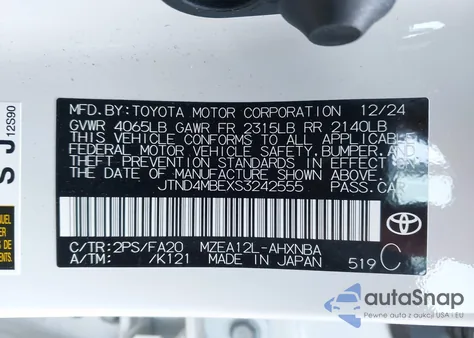 MFD.BY:TOYOTA MOTOR CORPORATION 12/24
GVWR 4065LB GAWR FR 2315LB RR 2140LB
THIS VEHICLE CONFORMS TO ALL APPLICABLE
FEDERAL MOTOR VEHICLE SAFETY,BUMPER, AND
THEFT PREVENTION STANDARDS IN EFFECT ON
THE DATE OF MANUFACTURE SHOWN ABOVE.
JTND4MBEXS3242555 PASS.CAR
C/TR:2PS/FA20 MZEA12L-AHXNBA
A/TM: /K121 MADE IN JAPAN 519 C
S J 12S90
TOYOTA
autoSnap
Pewne auta z USA i EU